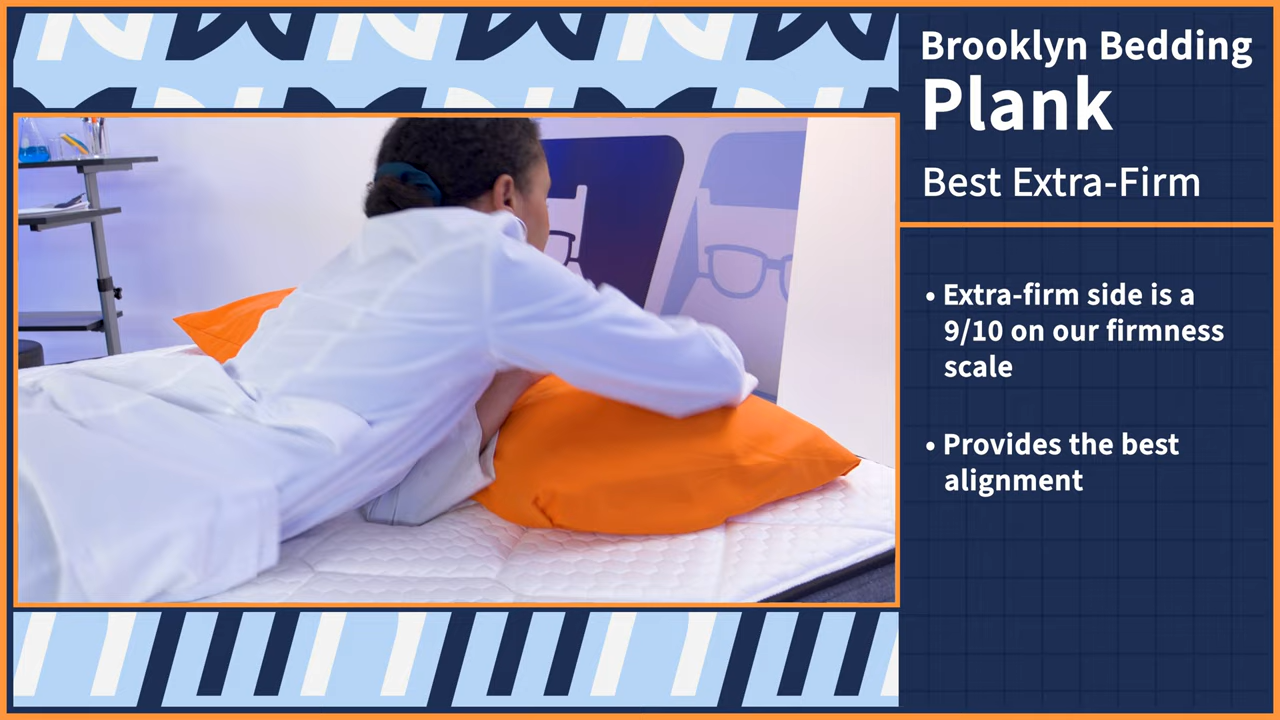 Brooklyn Bedding
Plank
Best Extra-Firm
• Extra-firm side is a
9/10 on our firmness
scale
• Provides the best
alignment